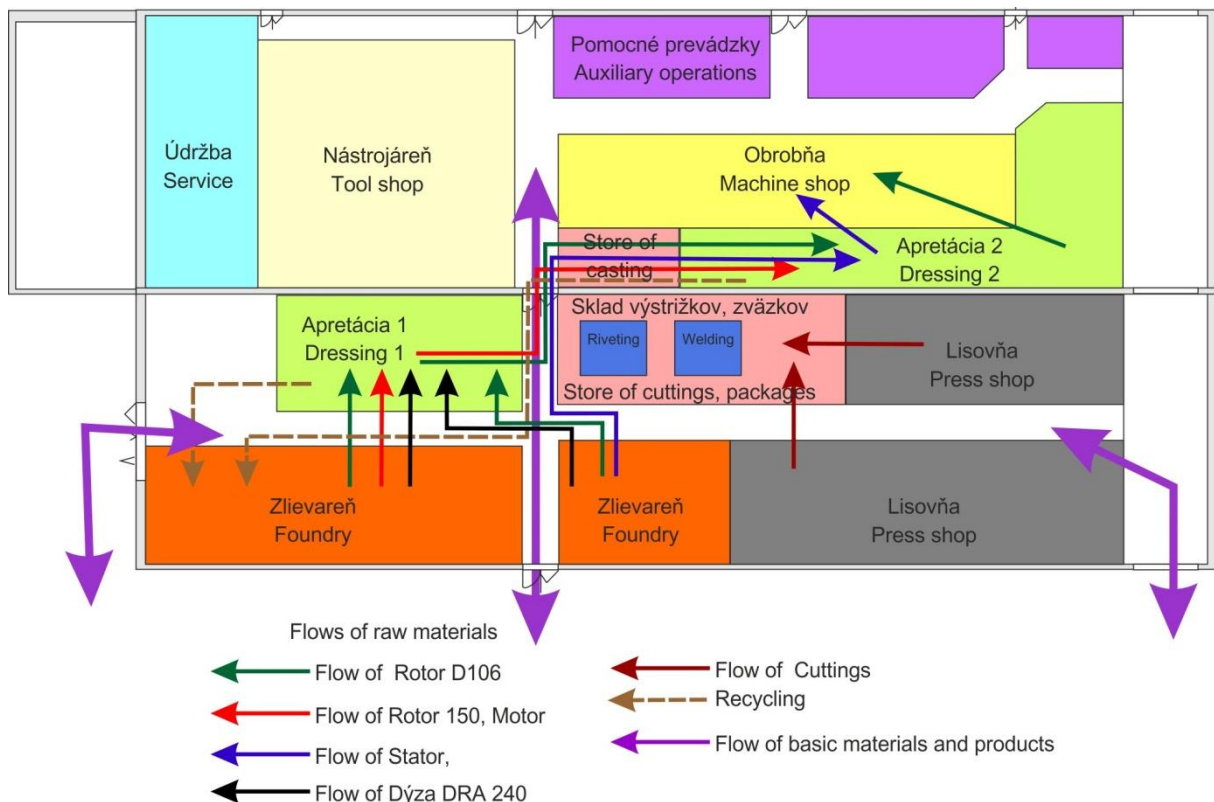 Pomocné prevádzky
Auxiliary operations
Údržba
Service
Nástrojáreň
Tool shop
Obrobňa
Machine shop
Store of
casting
Apretácia 2
Dressing 2
Apretácia 1
Dressing 1
Sklad výstrižkov, zväzkov
Riveting
Welding
Store of cuttings, packages
Lisovňa
Press shop
Zlievareň
Foundry
Zlievareň
Foundry
Lisovňa
Press shop
Flows of raw materials
Flow of Rotor D106
Flow of Rotor 150, Motor
Flow of Stator,
Flow of Dýza DRA 240
Flow of Cuttings
Recycling
Flow of basic materials and products